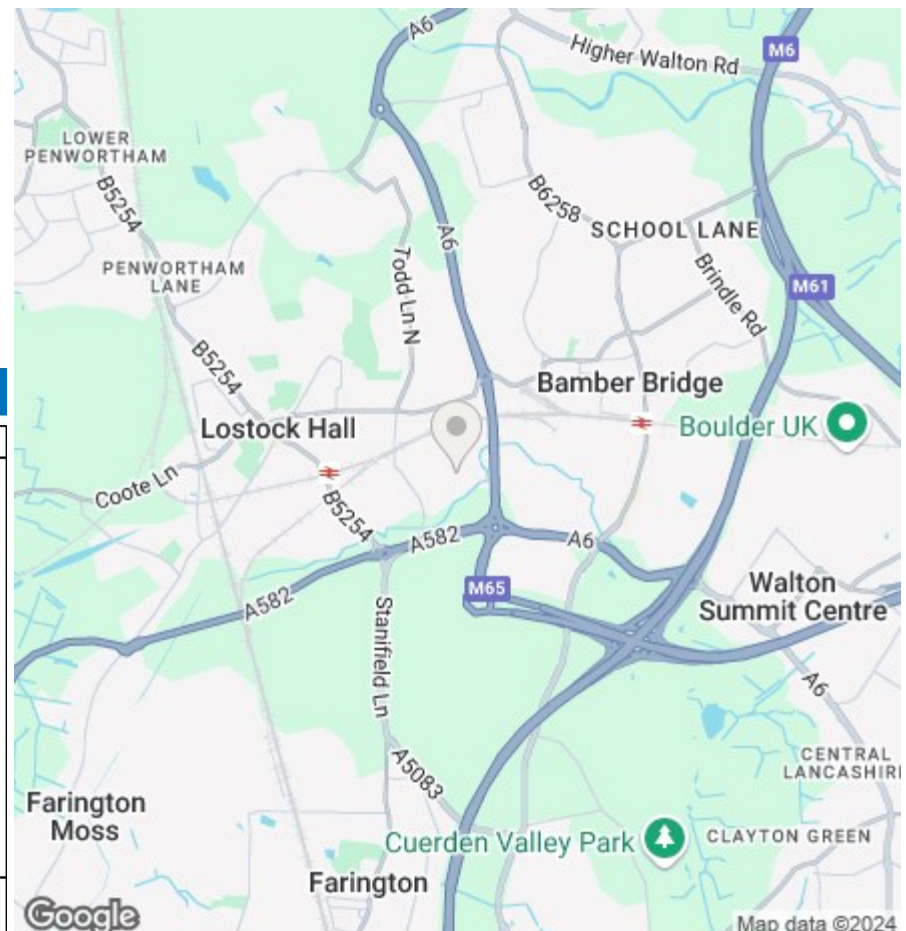 A6
Higher Walton Rd
M6
LOWER
PENWORTHAM
B5254
B6258
SCHOOL LANE
A6
PENWORTHAM
LANE
Todd Ln N
Brindle Rd
M61
B5254
Bamber Bridge
Lostock Hall
Boulder UK
Coote Ln
B5254
A582
A6
M65
Walton
Summit Centre
A582
Stanifield Ln
A6
A5083
CENTRAL
LANCASHIRE
Farington
Moss
Cuerden Valley Park
CLAYTON GREEN
Farington
Google
Map data ©2024